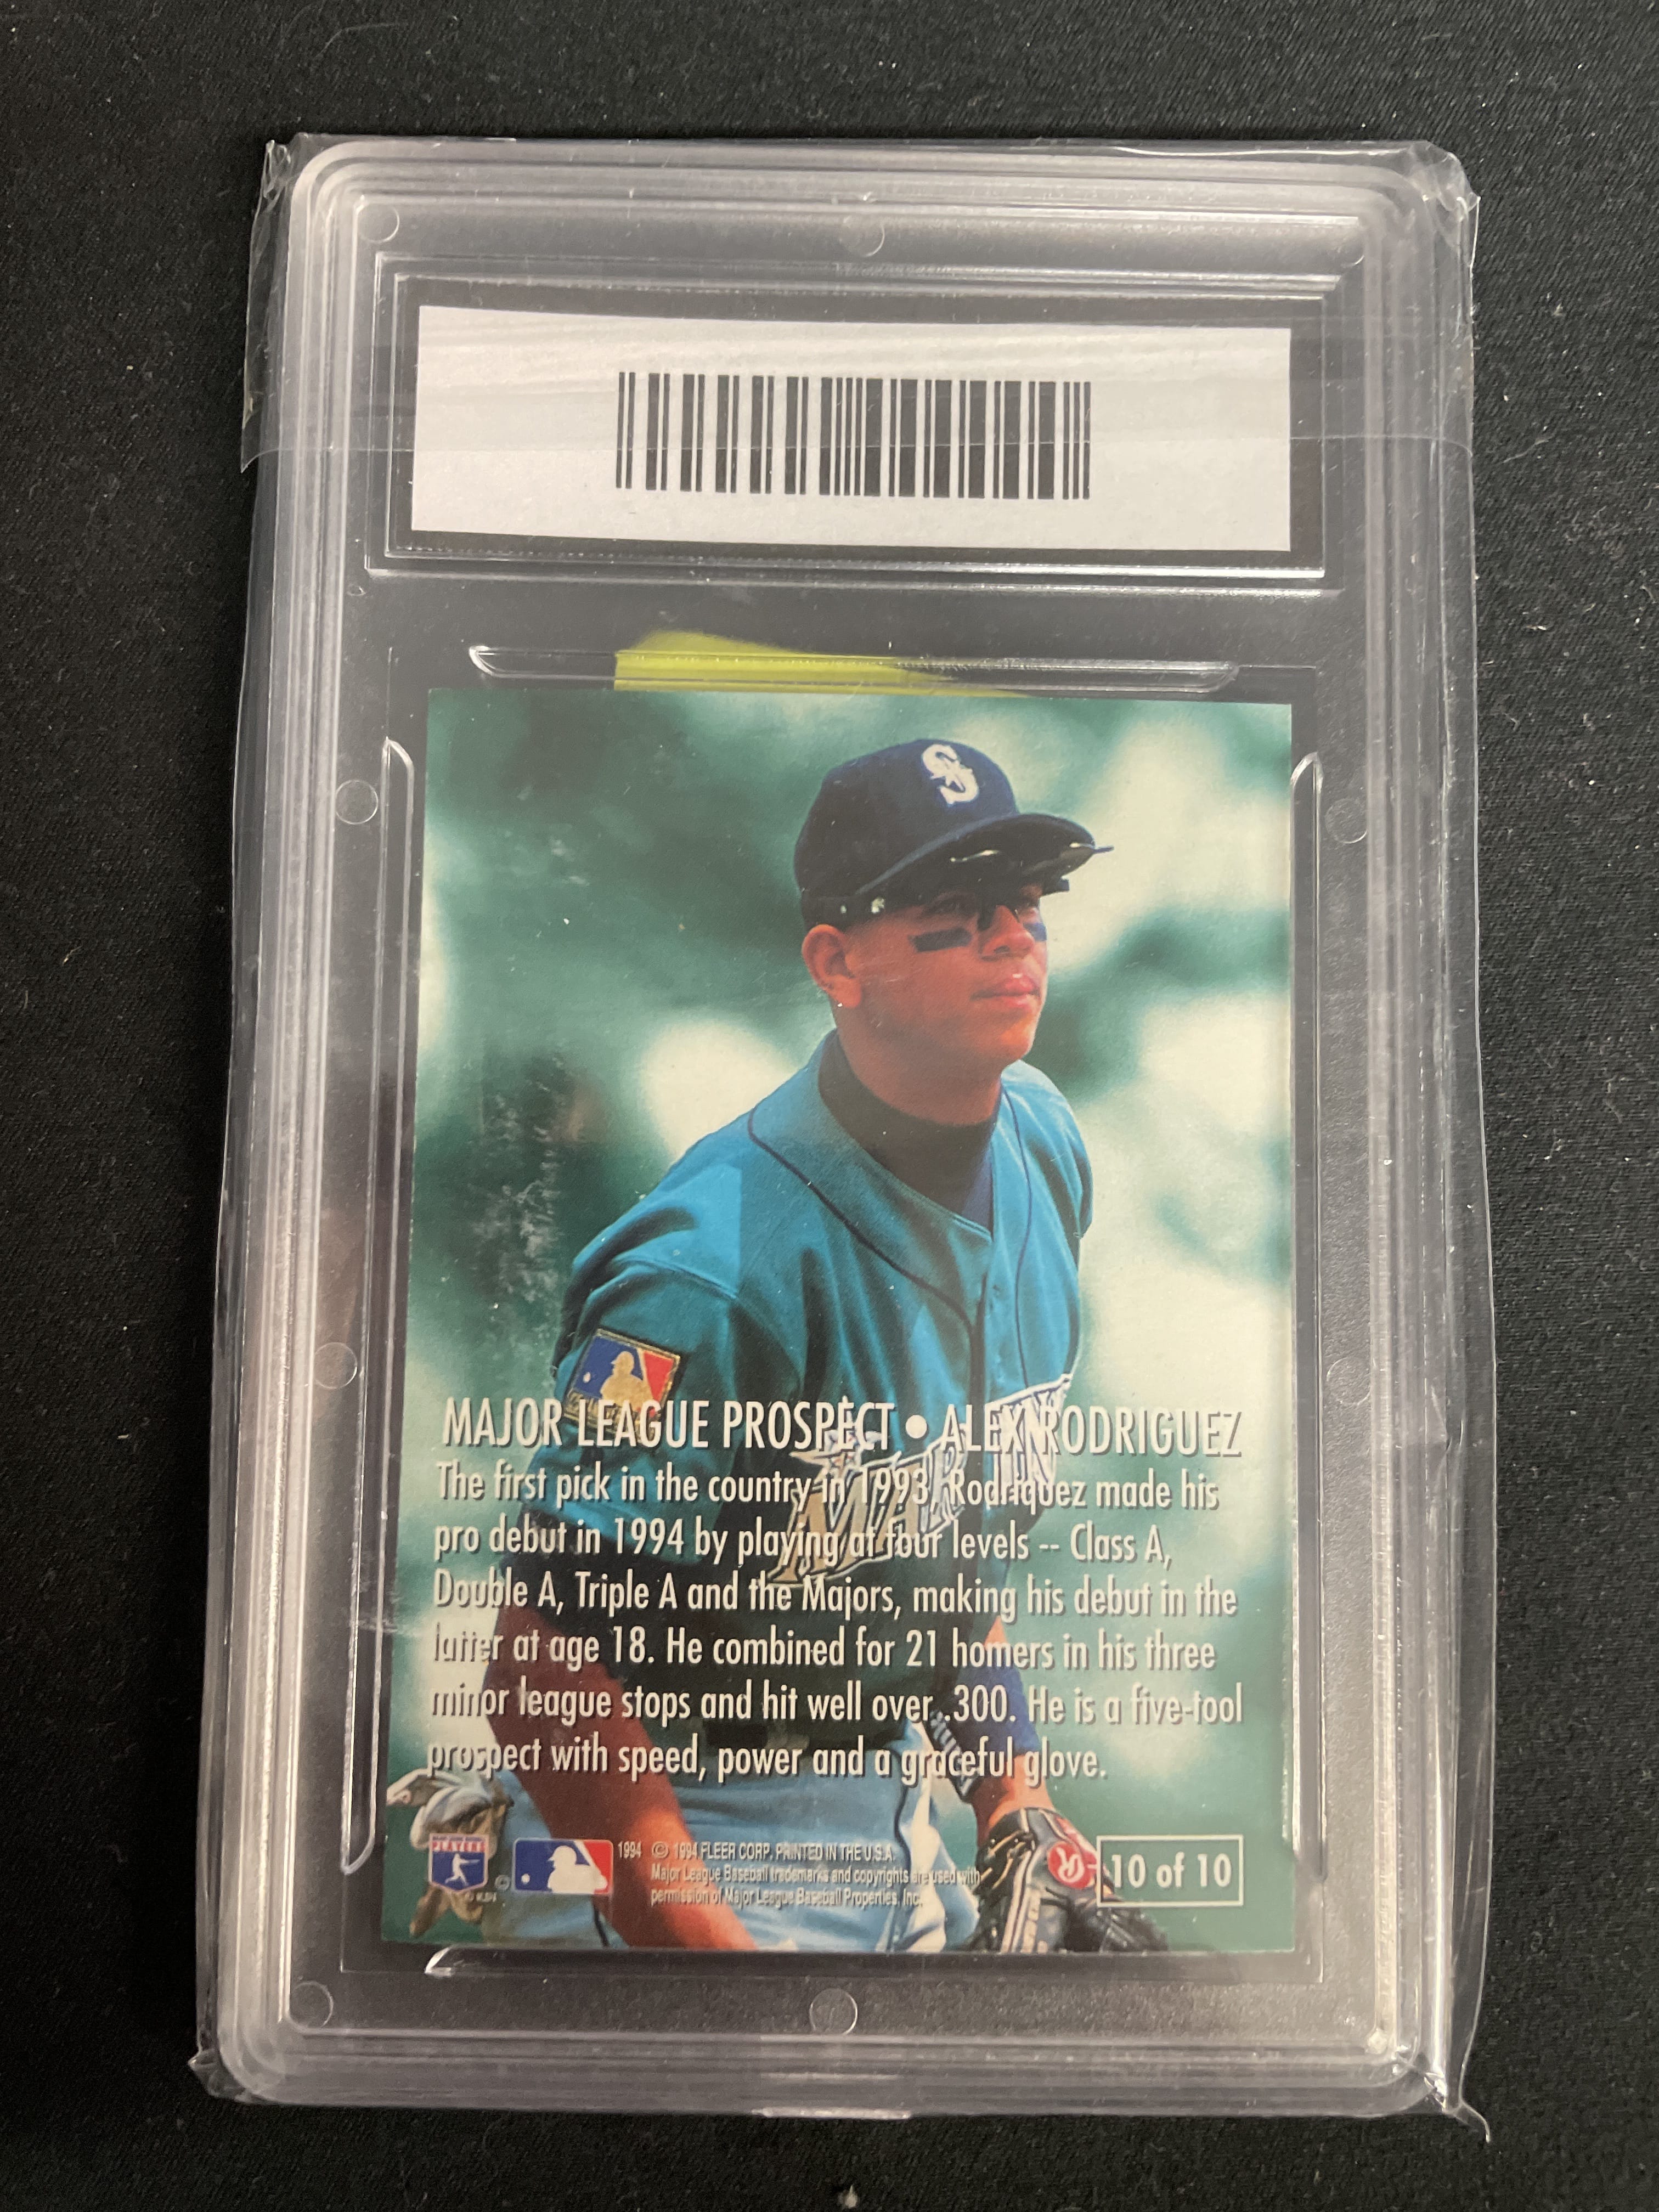 S
MAJOR LEAGUE PROSPECT • ALEX RODRIGUEZ
The first pick in the country in 1993, Rodriquez made his
pro debut in 1994 by playing at four levels -- Class A,
Double A, Triple A and the Majors, making his debut in the
latter at age 18. He combined for 21 homers in his three
minor league stops and hit well over .300. He is a five-tool
prospect with speed, power and a graceful glove.
PLAYERS
©
1994 © 1994 FLEER CORP. PRINTED IN THE U.S.A.
Major League Baseball trademarks and copyrights are used with
permission of Major League Baseball Properties, Inc.
R
10 of 10